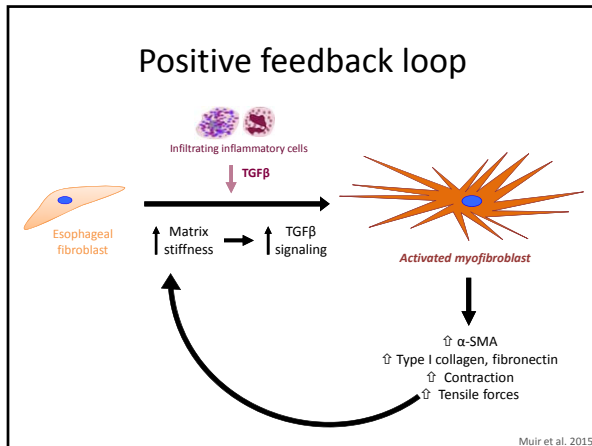 Positive feedback loop
Infiltrating inflammatory cells
TGFβ
Esophageal
fibroblast
Matrix
stiffness
TGFβ
signaling
Activated myofibroblast
⇧ α-SMA
⇧ Type I collagen, fibronectin
⇧ Contraction
⇧ Tensile forces
Muir et al. 2015